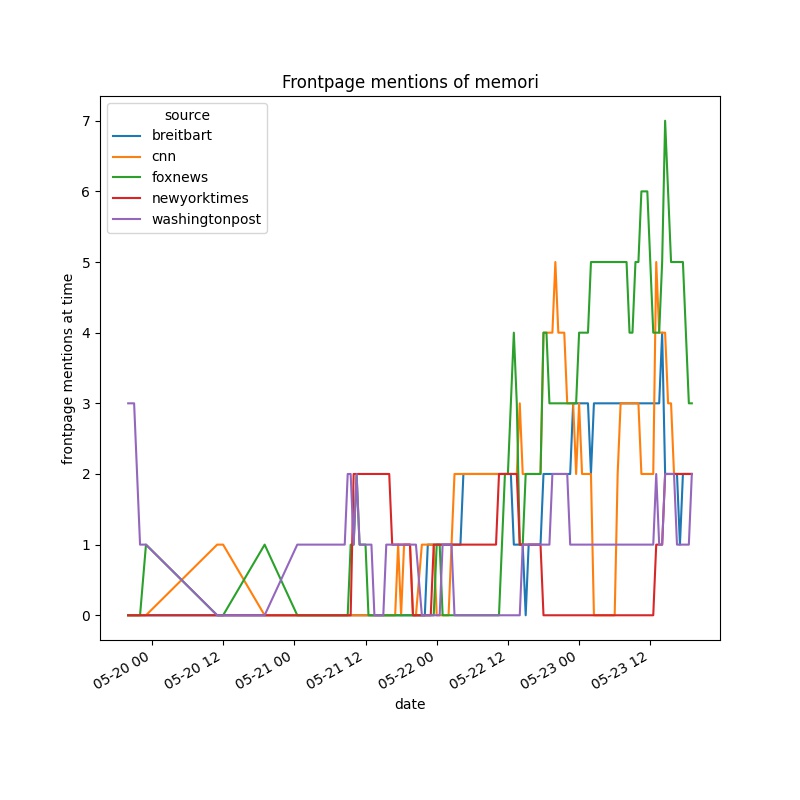 Frontpage mentions of memori
source
breitbart
cnn
foxnews
newyorktimes
washingtonpost
frontpage mentions at time
7
6
5
4
3
2
1
0
05-20 00
05-20 12
05-21 00
05-21 12
05-22 00
05-22 12
05-23 00
05-23 12
date